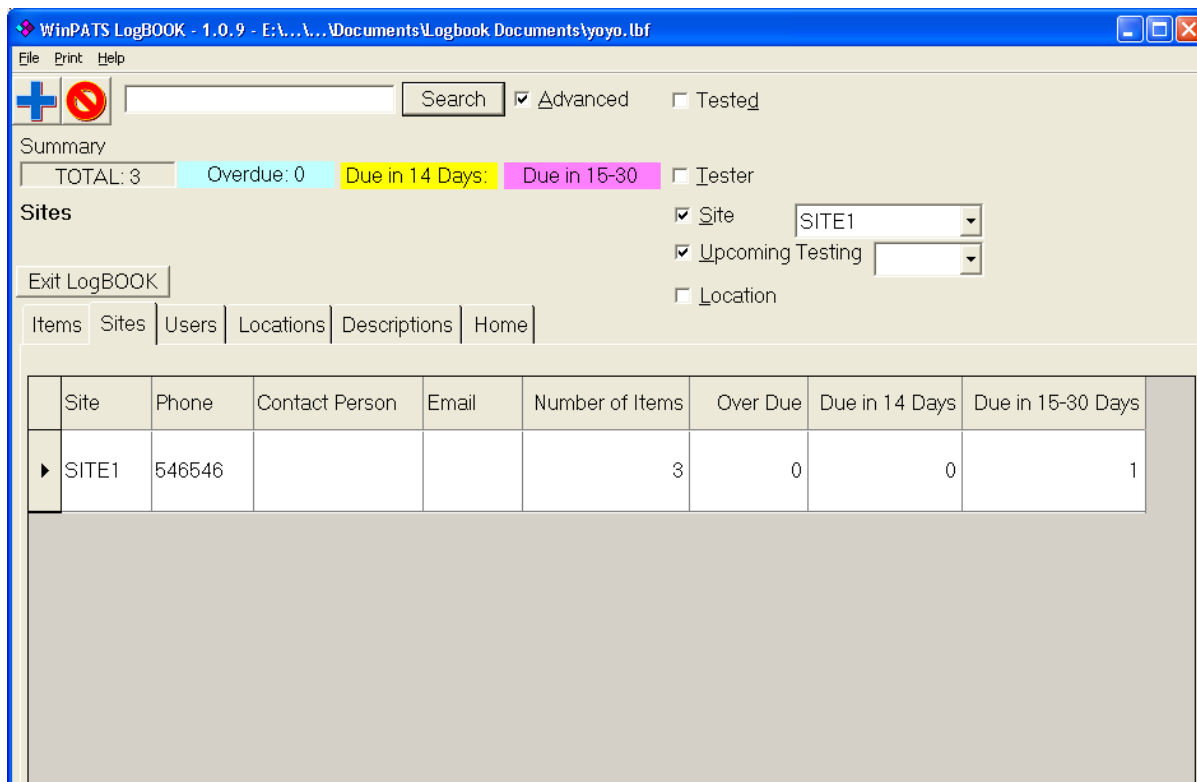 WinPATS LogBOOK - 1.0.9 - E:\...\...\Documents\Logbook Documents\yoyo.lbf
File Print Help
Search Advanced Tested
Summary
TOTAL: 3 Overdue: 0 Due in 14 Days: Due in 15-30 Tester
Sites Site SITE1
Upcoming Testing
Exit LogBOOK
Location
Items Sites Users Locations Descriptions Home
Site Phone Contact Person Email Number of Items Over Due Due in 14 Days Due in 15-30 Days
SITE1 546546 3 0 0 1